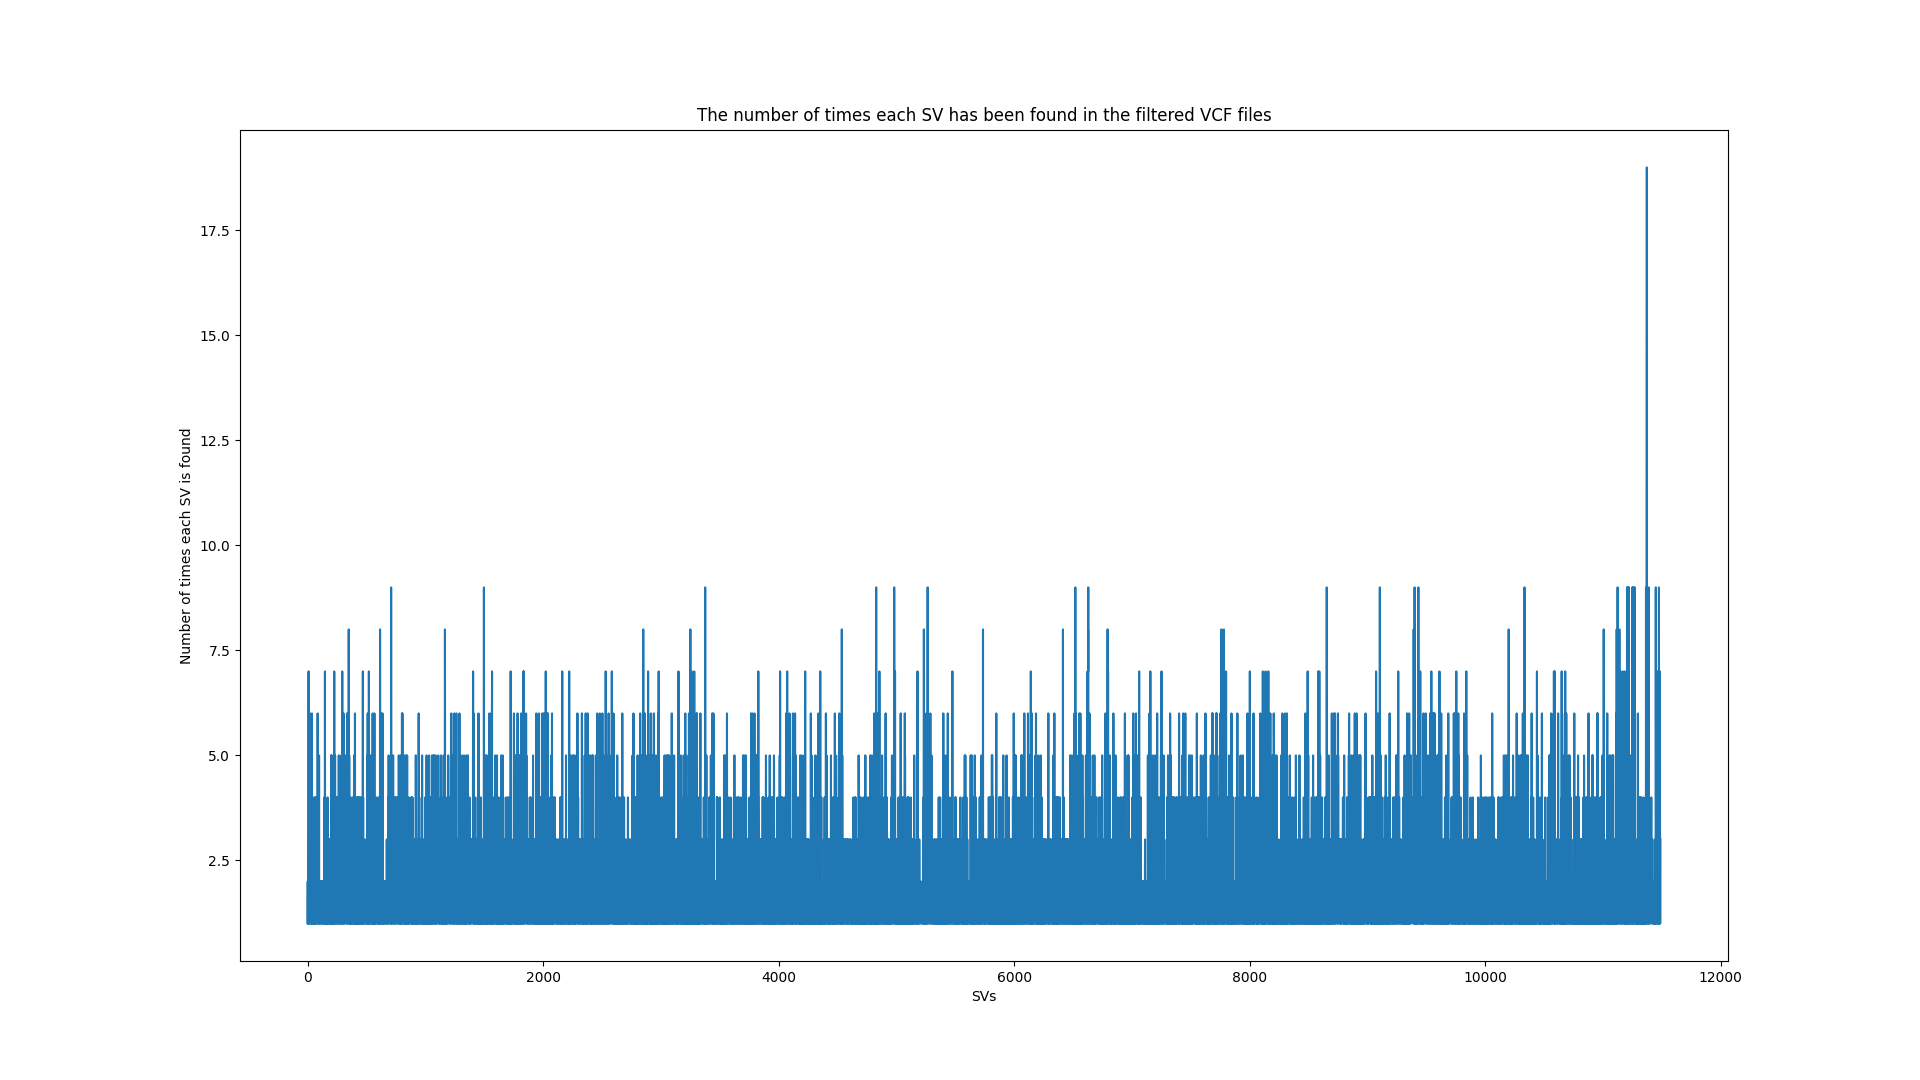 The number of times each SV has been found in the filtered VCF files
Number of times each SV is found
17.5
15.0
12.5
10.0
7.5
5.0
2.5
0 2000 4000 6000 8000 10000 12000
SVs